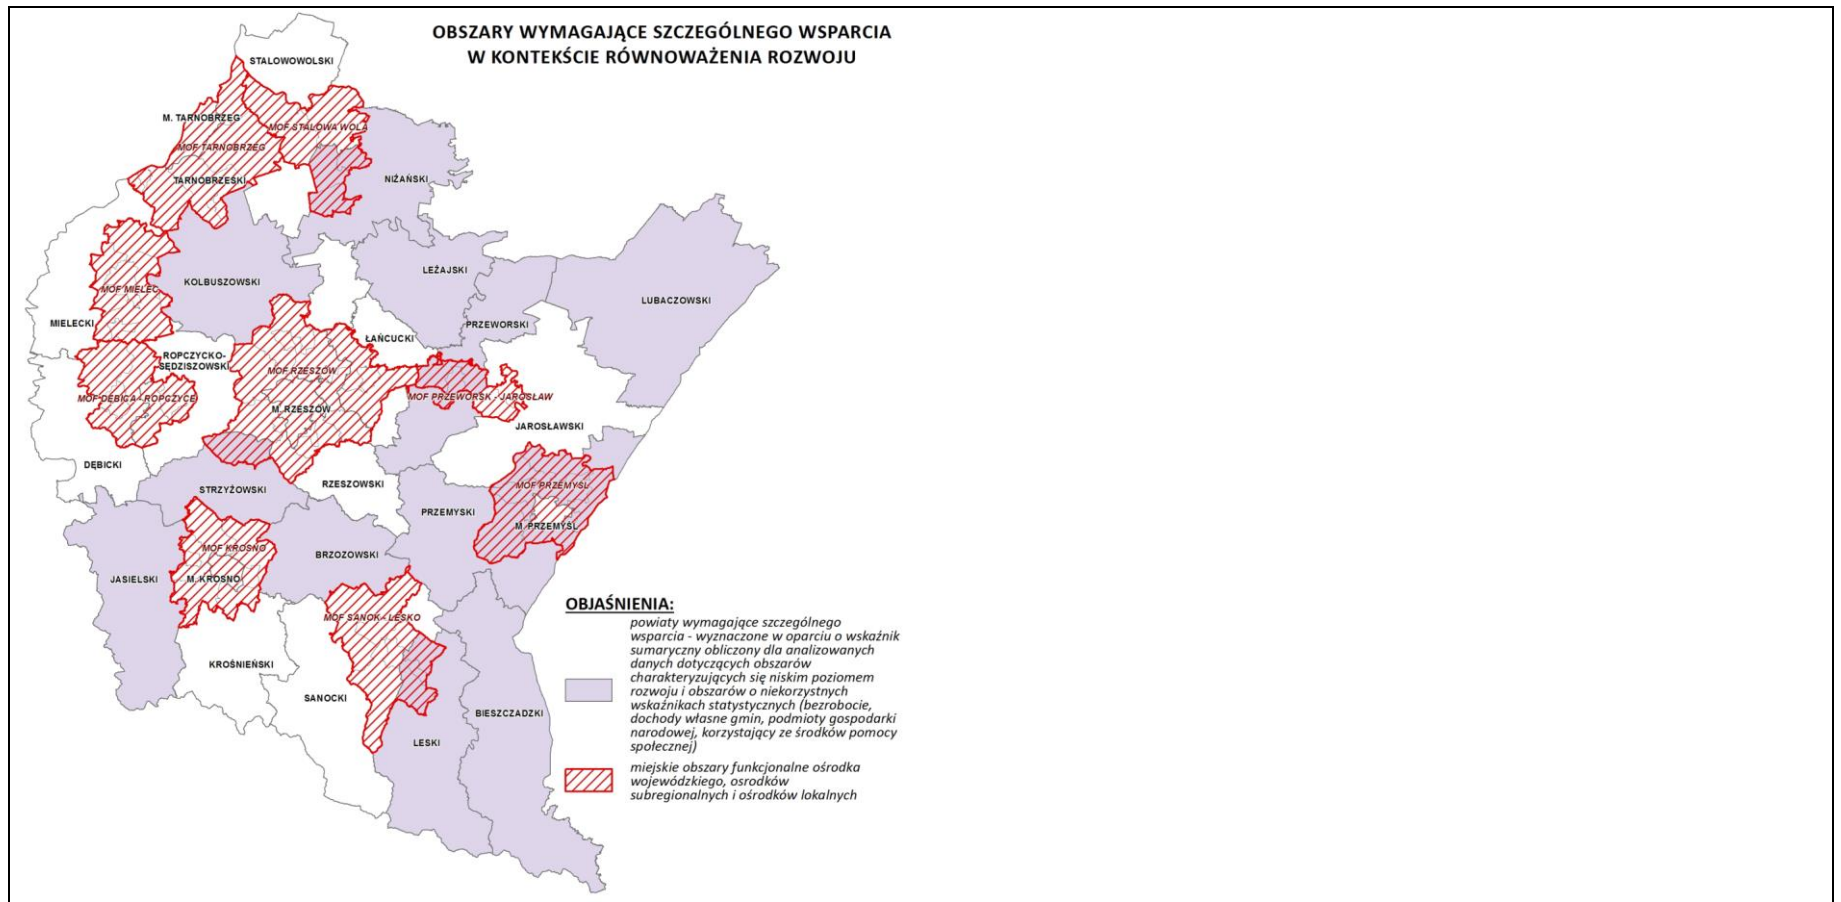 OBSZARY WYMAGAJĄCE SZCZEGÓLNEGO WSPARCIA
W KONTEKŚCIE RÓWNOWAŻENIA ROZWOJU
STALOWOWOLSKI
M. TARNOBRZEG
MOF STALOWA WOLA
MOF TARNOBRZEG
TARNOBRZESKI
NIŻAŃSKI
LEŻAJSKI
KOLBUSZOWSKI
MOF MIELEC
LUBACZOWSKI
MIELECKI
PRZEWORSKI
ŁAŃCUCKI
ROPCZYCKO-
SĘDZISZOWSKI
MOF RZESZÓW
MOF DĘBICA - ROPCZYCE
MOF PRZEWORSK - JAROSŁAW
M. RZESZÓW
JAROSŁAWSKI
DĘBICKI
RZESZOWSKI
MOF PRZEMYŚL
STRZYŻOWSKI
PRZEMYSKI
M. PRZEMYŚL
MOF KROSNO
BRZOZOWSKI
JASIELSKI
M. KROSNO
MOF SANOK - LESKO
KROŚNIEŃSKI
SANOCKI
BIESZCZADZKI
LESKI
OBJAŚNIENIA:
powiaty wymagające szczególnego
wsparcia - wyznaczone w oparciu o wskaźnik
sumaryczny obliczony dla analizowanych
danych dotyczących obszarów
charakteryzujących się niskim poziomem
rozwoju i obszarów o niekorzystnych
wskaźnikach statystycznych (bezrobocie,
dochody własne gmin, podmioty gospodarki
narodowej, korzystający ze środków pomocy
społecznej)
miejskie obszary funkcjonalne ośrodka
wojewódzkiego, osrodków
subregionalnych i ośrodków lokalnych